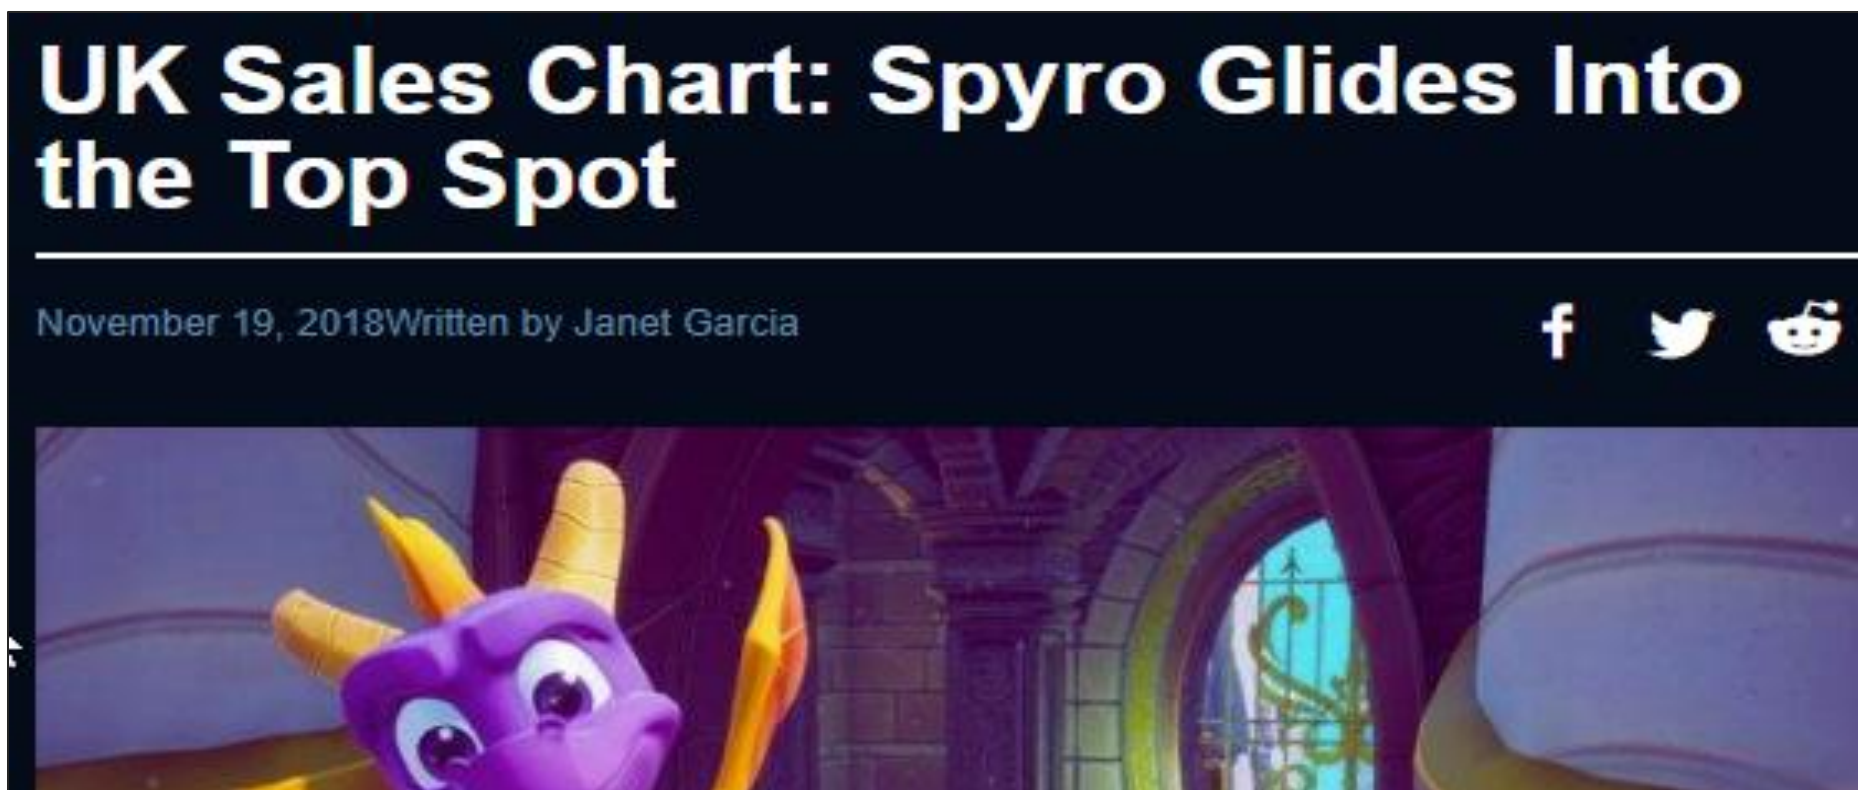 UK Sales Chart: Spyro Glides Into
the Top Spot
November 19, 2018Written by Janet Garcia